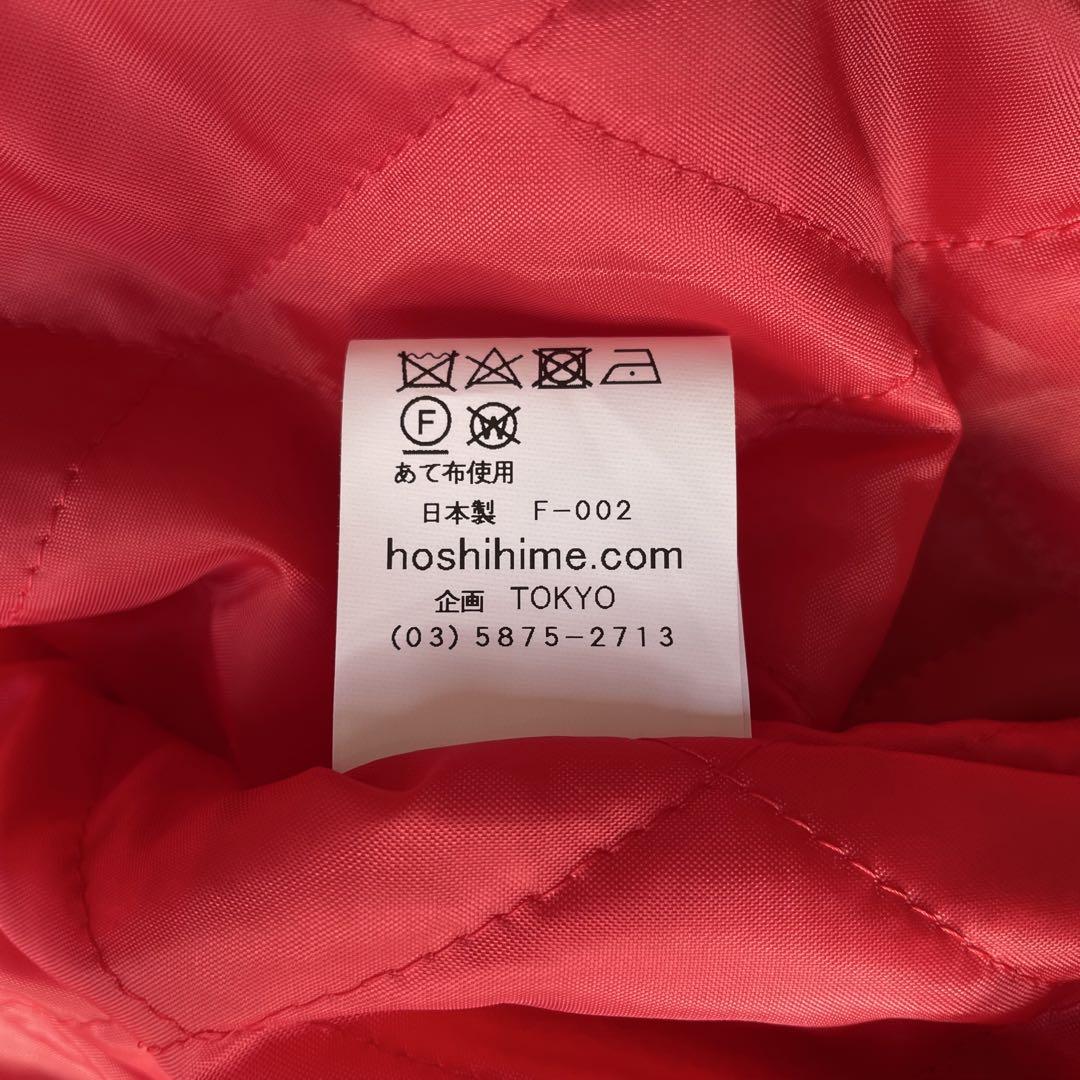 F W
あて布使用
日本製 F-002
hoshihime.com
企画 TOKYO
(03)5875-2713